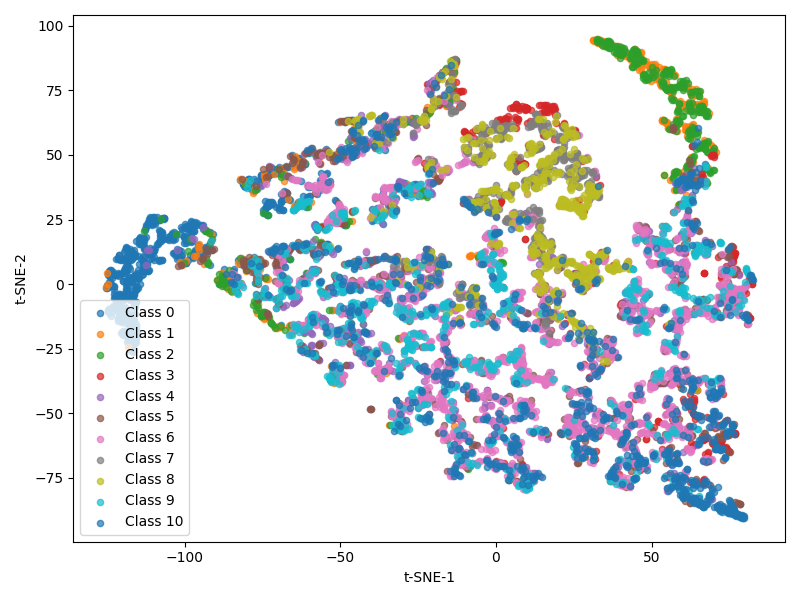 100
75
50
25
0
−25
−50
−75
−100
−50
0
50
t-SNE-2
t-SNE-1
Class 0
Class 1
Class 2
Class 3
Class 4
Class 5
Class 6
Class 7
Class 8
Class 9
Class 10